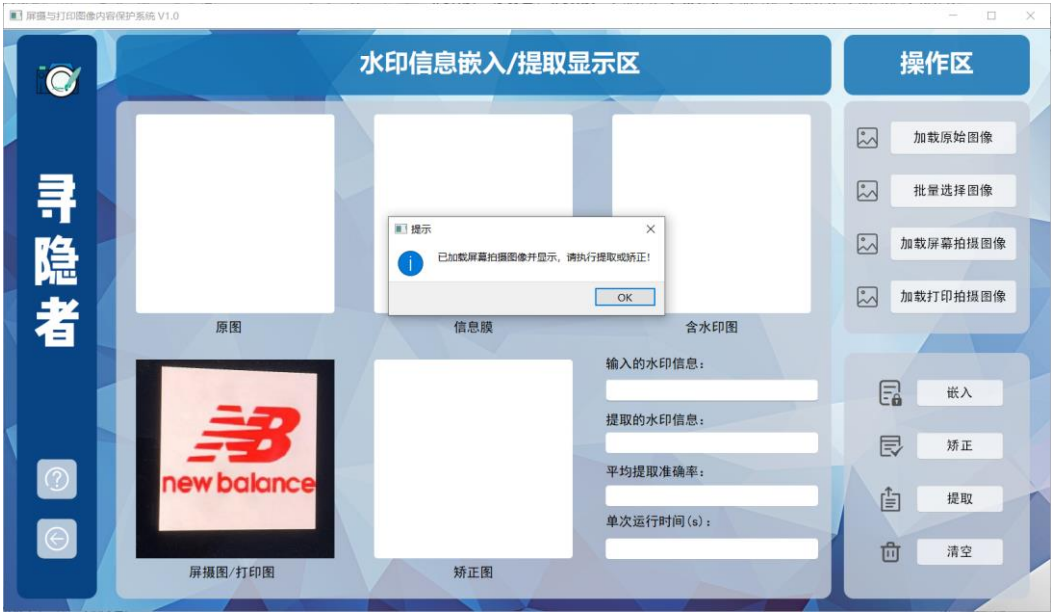 屏摄与打印图像内容保护系统 V1.0
寻隐者
水印信息嵌入/提取显示区
操作区
原图
信息膜
含水印图
提示
已加载屏幕拍摄图像并显示，请执行提取或矫正！
OK
new balance
屏摄图/打印图
矫正图
输入的水印信息：
提取的水印信息：
平均提取准确率：
单次运行时间(s)：
加载原始图像
批量选择图像
加载屏幕拍摄图像
加载打印拍摄图像
嵌入
矫正
提取
清空